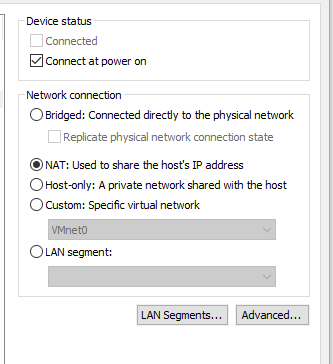 Device status
Connected
Connect at power on
Network connection
Bridged: Connected directly to the physical network
Replicate physical network connection state
NAT: Used to share the host's IP address
Host-only: A private network shared with the host
Custom: Specific virtual network
VMnet0
LAN segment:
LAN Segments... Advanced...